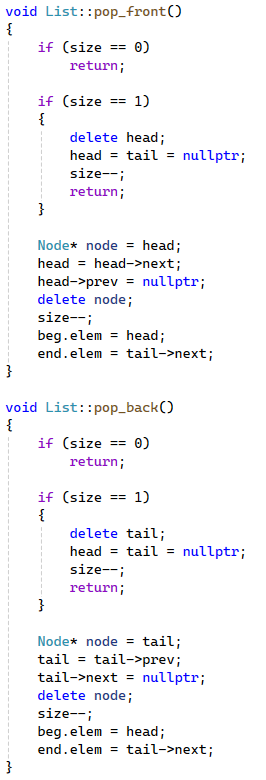 void List::pop_front()
{
    if (size == 0)
        return;

    if (size == 1)
    {
        delete head;
        head = tail = nullptr;
        size--;
        return;
    }

    Node* node = head;
    head = head->next;
    head->prev = nullptr;
    delete node;
    size--;
    beg.elem = head;
    end.elem = tail->next;
}

void List::pop_back()
{
    if (size == 0)
        return;

    if (size == 1)
    {
        delete tail;
        head = tail = nullptr;
        size--;
        return;
    }

    Node* node = tail;
    tail = tail->prev;
    tail->next = nullptr;
    delete node;
    size--;
    beg.elem = head;
    end.elem = tail->next;
}